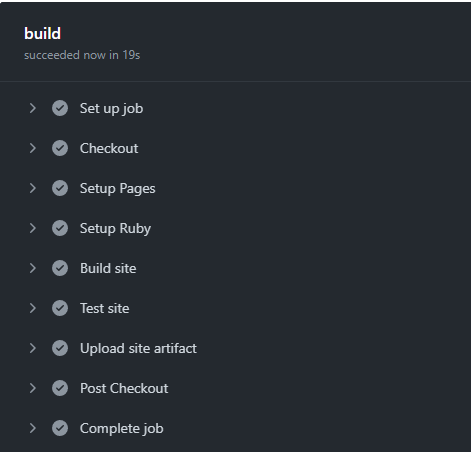 build
succeeded now in 19s
Set up job
Checkout
Setup Pages
Setup Ruby
Build site
Test site
Upload site artifact
Post Checkout
Complete job